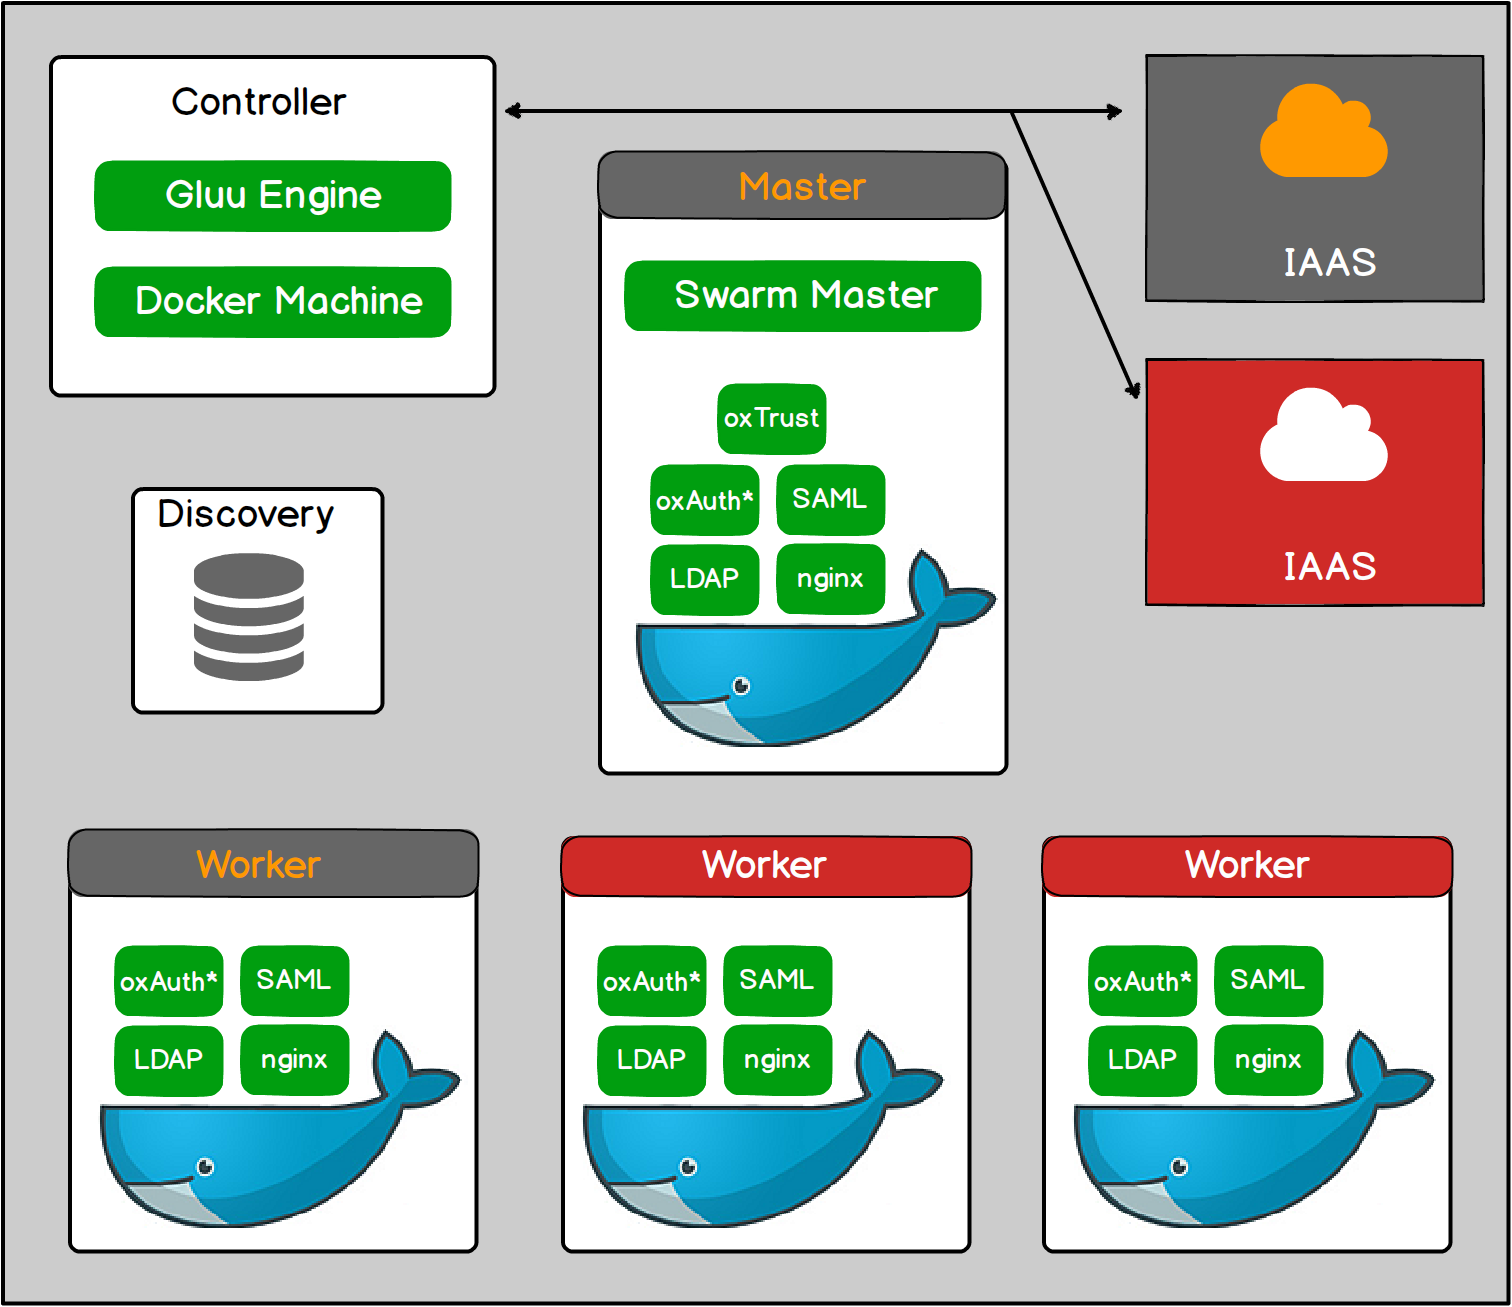 Controller
Gluu Engine
Docker Machine
Master
Swarm Master
oxTrust
oxAuth*
SAML
LDAP
nginx
IAAS
IAAS
Discovery
Worker
oxAuth*
SAML
LDAP
nginx
Worker
oxAuth*
SAML
LDAP
nginx
Worker
oxAuth*
SAML
LDAP
nginx